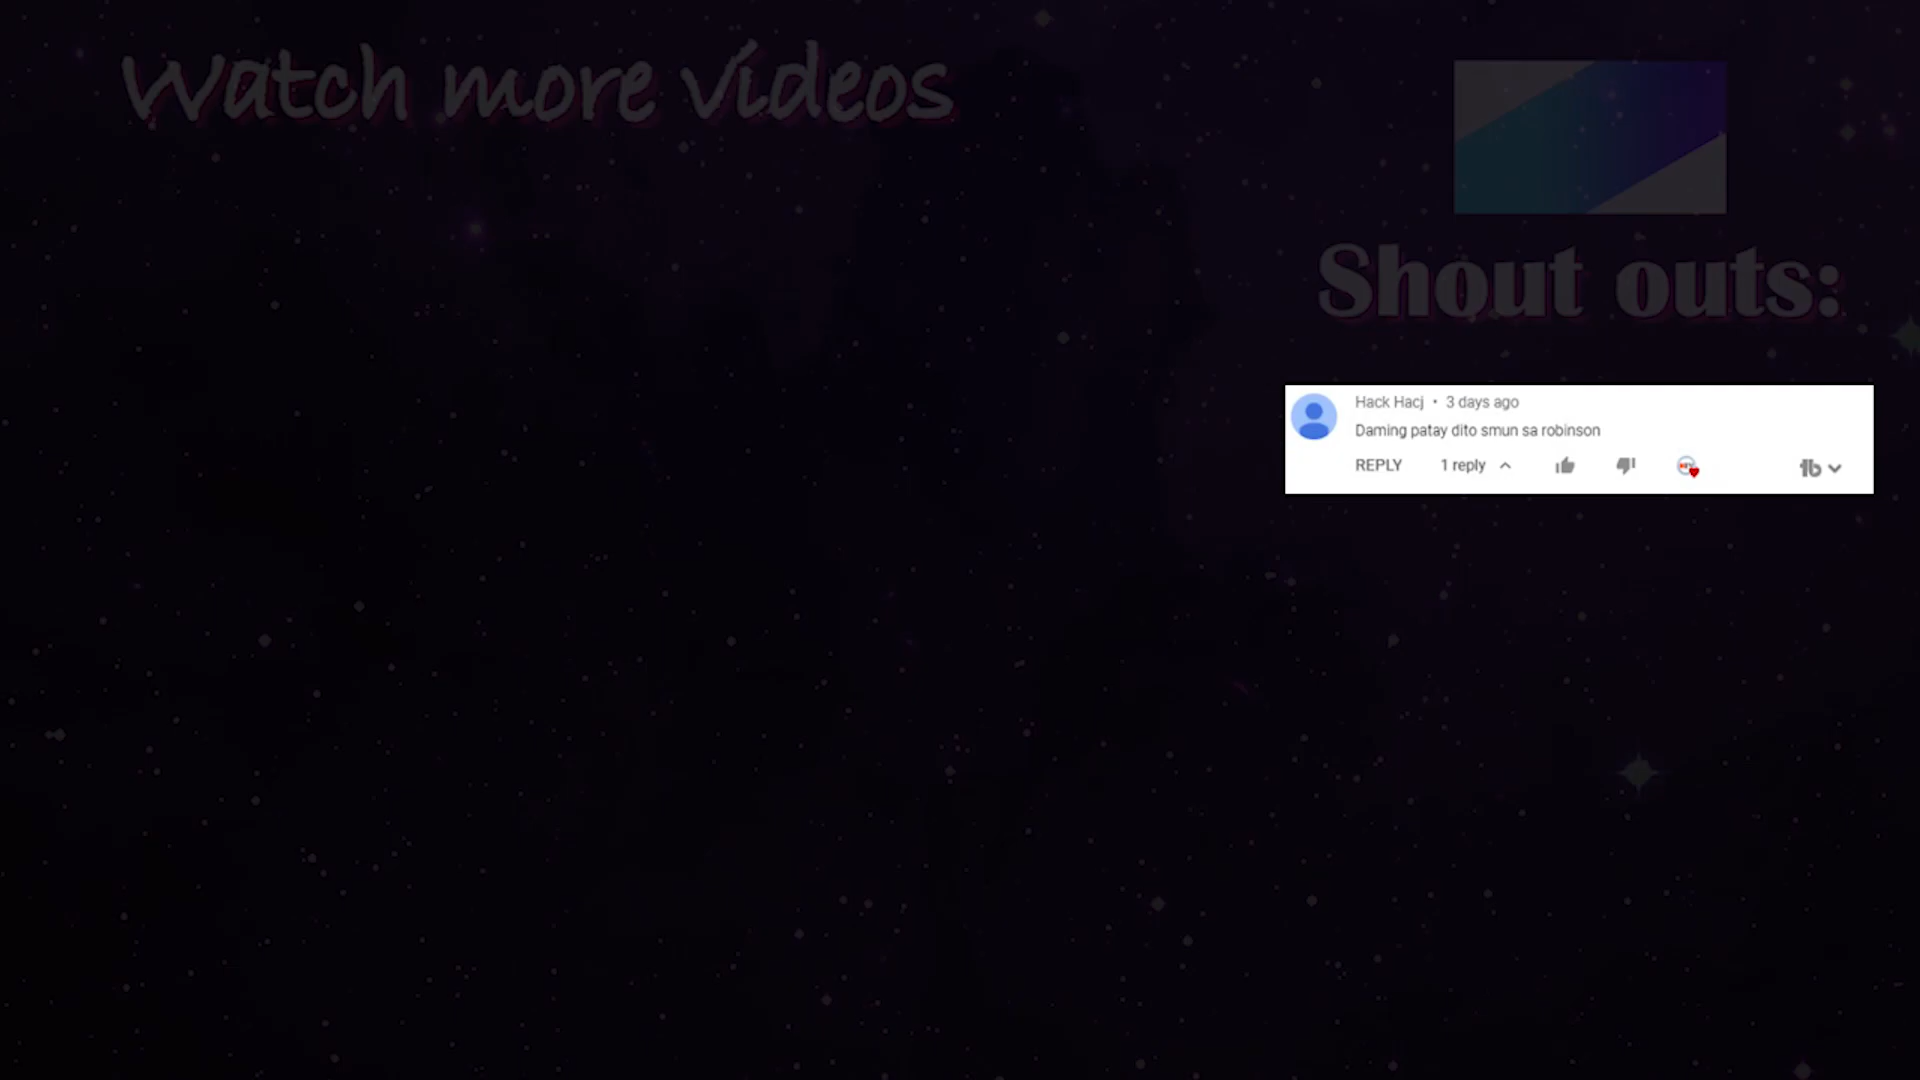 Watch more videos
Shout outs:
Hack Hacj • 3 days ago
Daming patay dito smun sa robinson
REPLY 1 reply